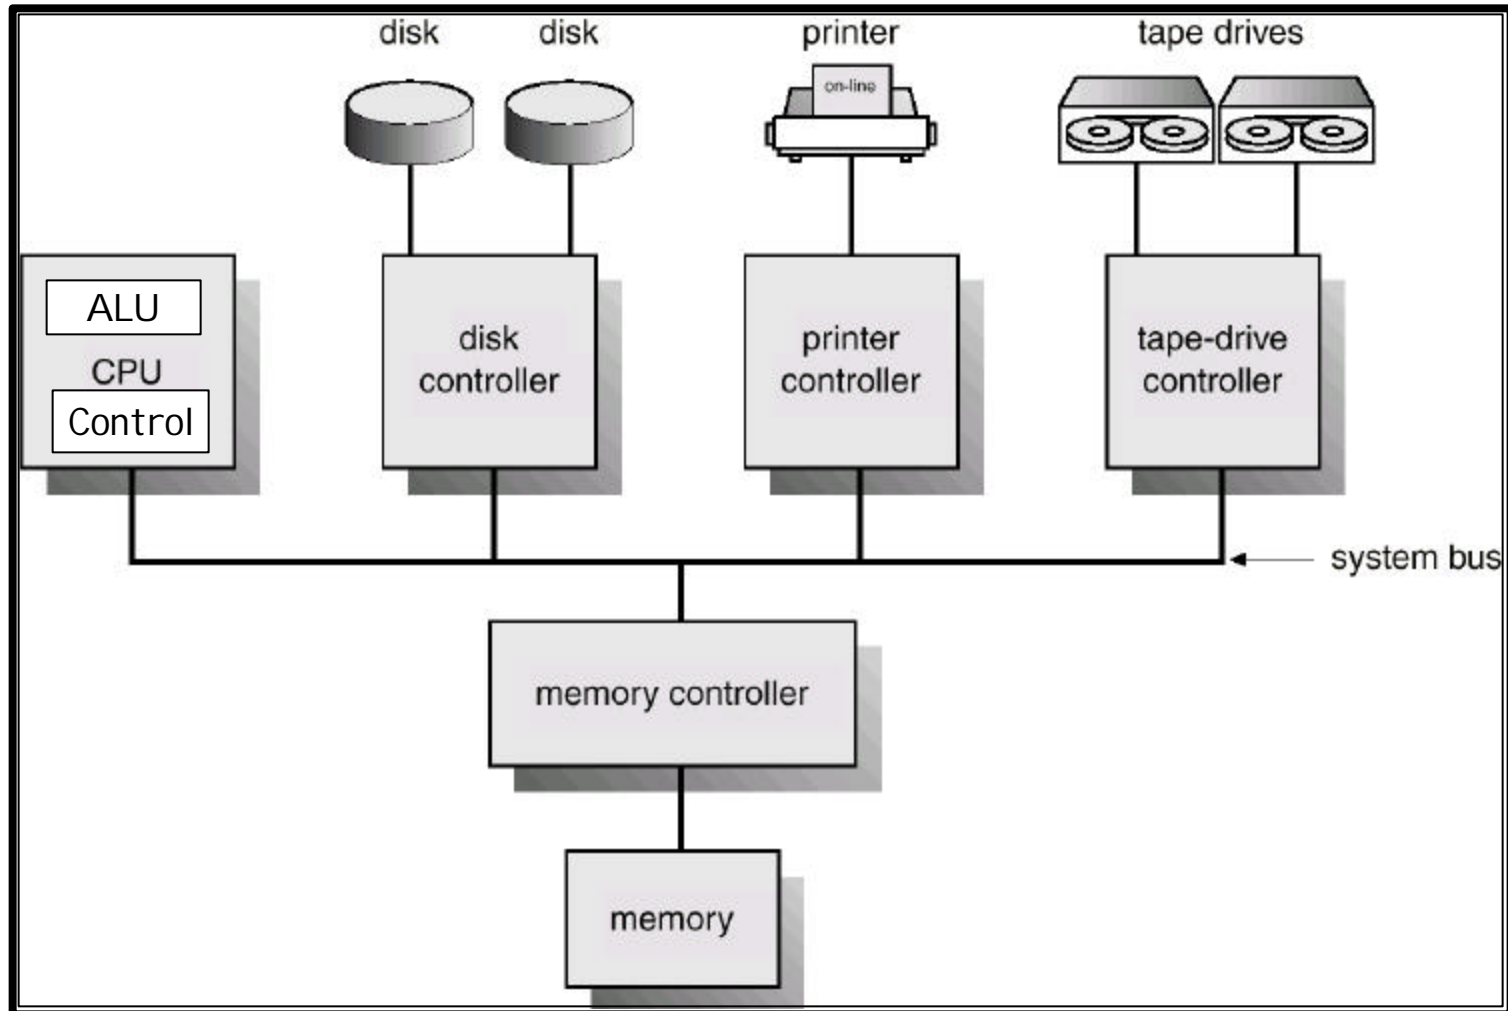 disk
disk
printer
tape drives
on-line
ALU
CPU
Control
disk
controller
printer
controller
tape-drive
controller
system bus
memory controller
memory